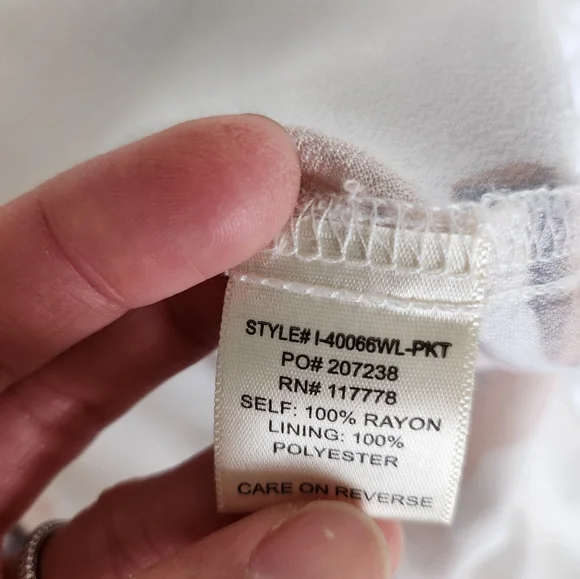 STYLE# I-40066WL-PKT
PO# 207238
RN# 117778
SELF: 100% RAYON
LINING: 100%
POLYESTER
CARE ON REVERSE